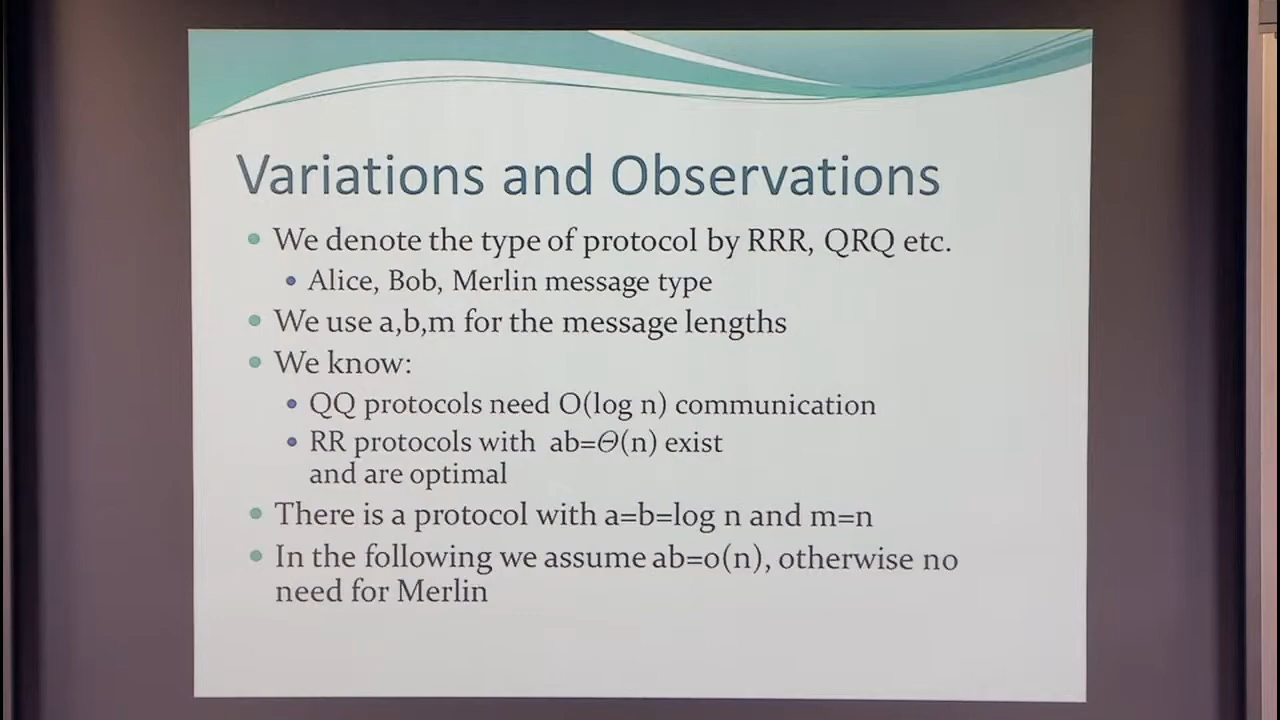 Variations and Observations
We denote the type of protocol by RRR, QRQ etc.
Alice, Bob, Merlin message type
We use a,b,m for the message lengths
We know:
QQ protocols need O(log n) communication
RR protocols with ab=Θ(n) exist
and are optimal
There is a protocol with a=b=log n and m=n
In the following we assume ab=o(n), otherwise no
need for Merlin